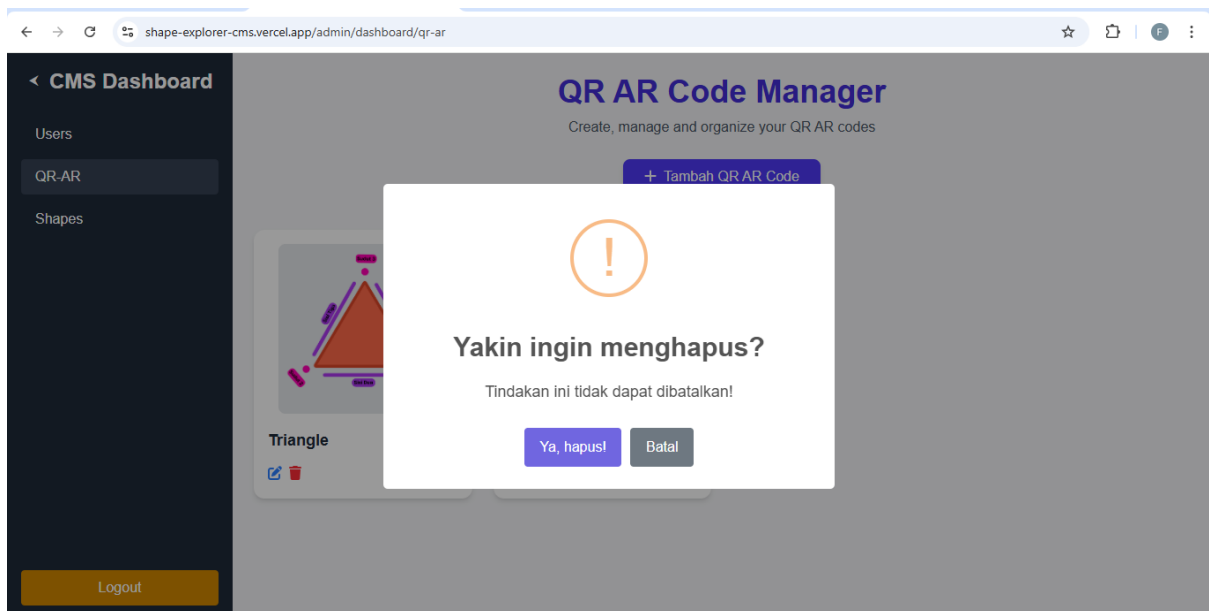 shape-explorer-cms.vercel.app/admin/dashboard/qr-ar
F
CMS Dashboard
Users
QR-AR
Shapes
Logout
QR AR Code Manager
Create, manage and organize your QR AR codes
+ Tambah QR AR Code
Triangle
!
Yakin ingin menghapus?
Tindakan ini tidak dapat dibatalkan!
Ya, hapus!
Batal